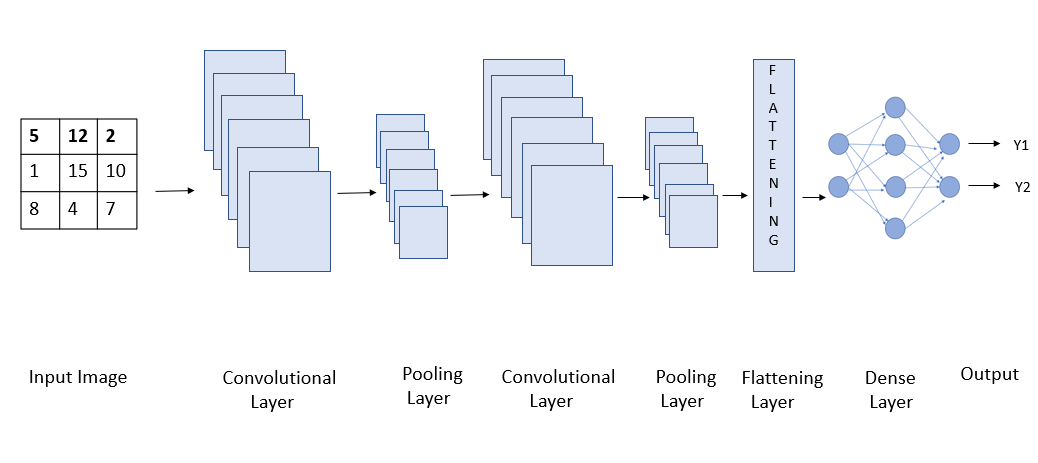 5 12 2
1 15 10
8 4 7
F
L
A
T
T
E
N
I
N
G
Y1
Y2
Input Image
Convolutional
Layer
Pooling
Layer
Convolutional
Layer
Pooling
Layer
Flattening
Layer
Dense
Layer
Output